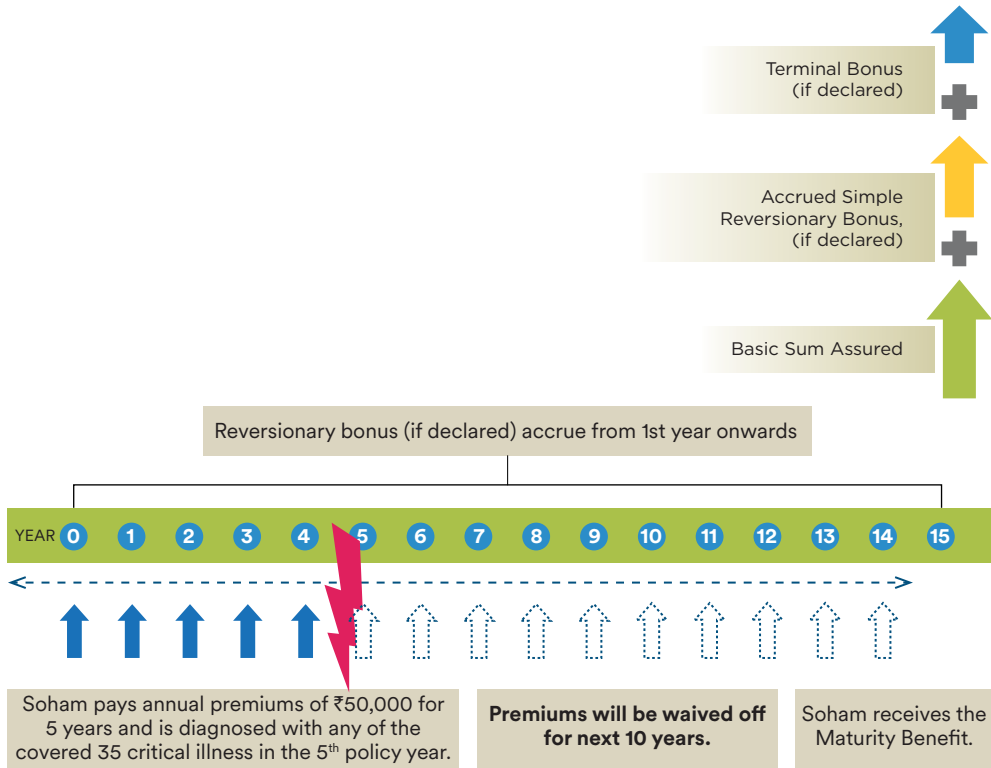 Terminal Bonus
(if declared)
Accrued Simple
Reversionary Bonus,
(if declared)
Basic Sum Assured
Reversionary bonus (if declared) accrue from 1st year onwards
YEAR 0 1 2 3 4 5 6 7 8 9 10 11 12 13 14 15
Soham pays annual premiums of ₹50,000 for
5 years and is diagnosed with any of the
covered 35 critical illness in the 5th policy year.
Premiums will be waived off
for next 10 years.
Soham receives the
Maturity Benefit.